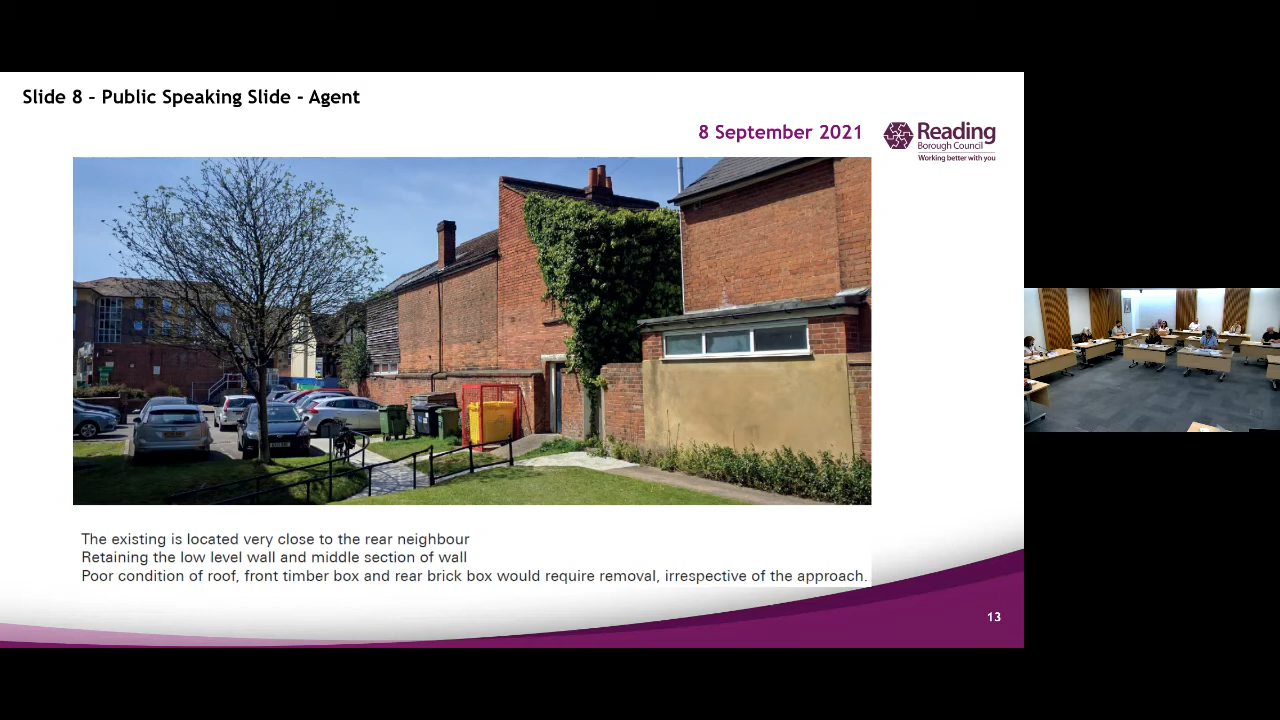 Slide 8 – Public Speaking Slide - Agent
8 September 2021
Reading
Borough Council
Working better with you
The existing is located very close to the rear neighbour
Retaining the low level wall and middle section of wall
Poor condition of roof, front timber box and rear brick box would require removal, irrespective of the approach.
13